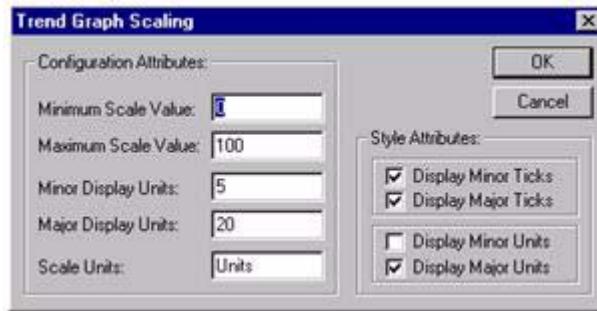 Trend Graph Scaling
Configuration Attributes:
Minimum Scale Value: 0
Maximum Scale Value: 100
Minor Display Units: 5
Major Display Units: 20
Scale Units: Units
OK
Cancel
Style Attributes:
Display Minor Ticks
Display Major Ticks
Display Minor Units
Display Major Units